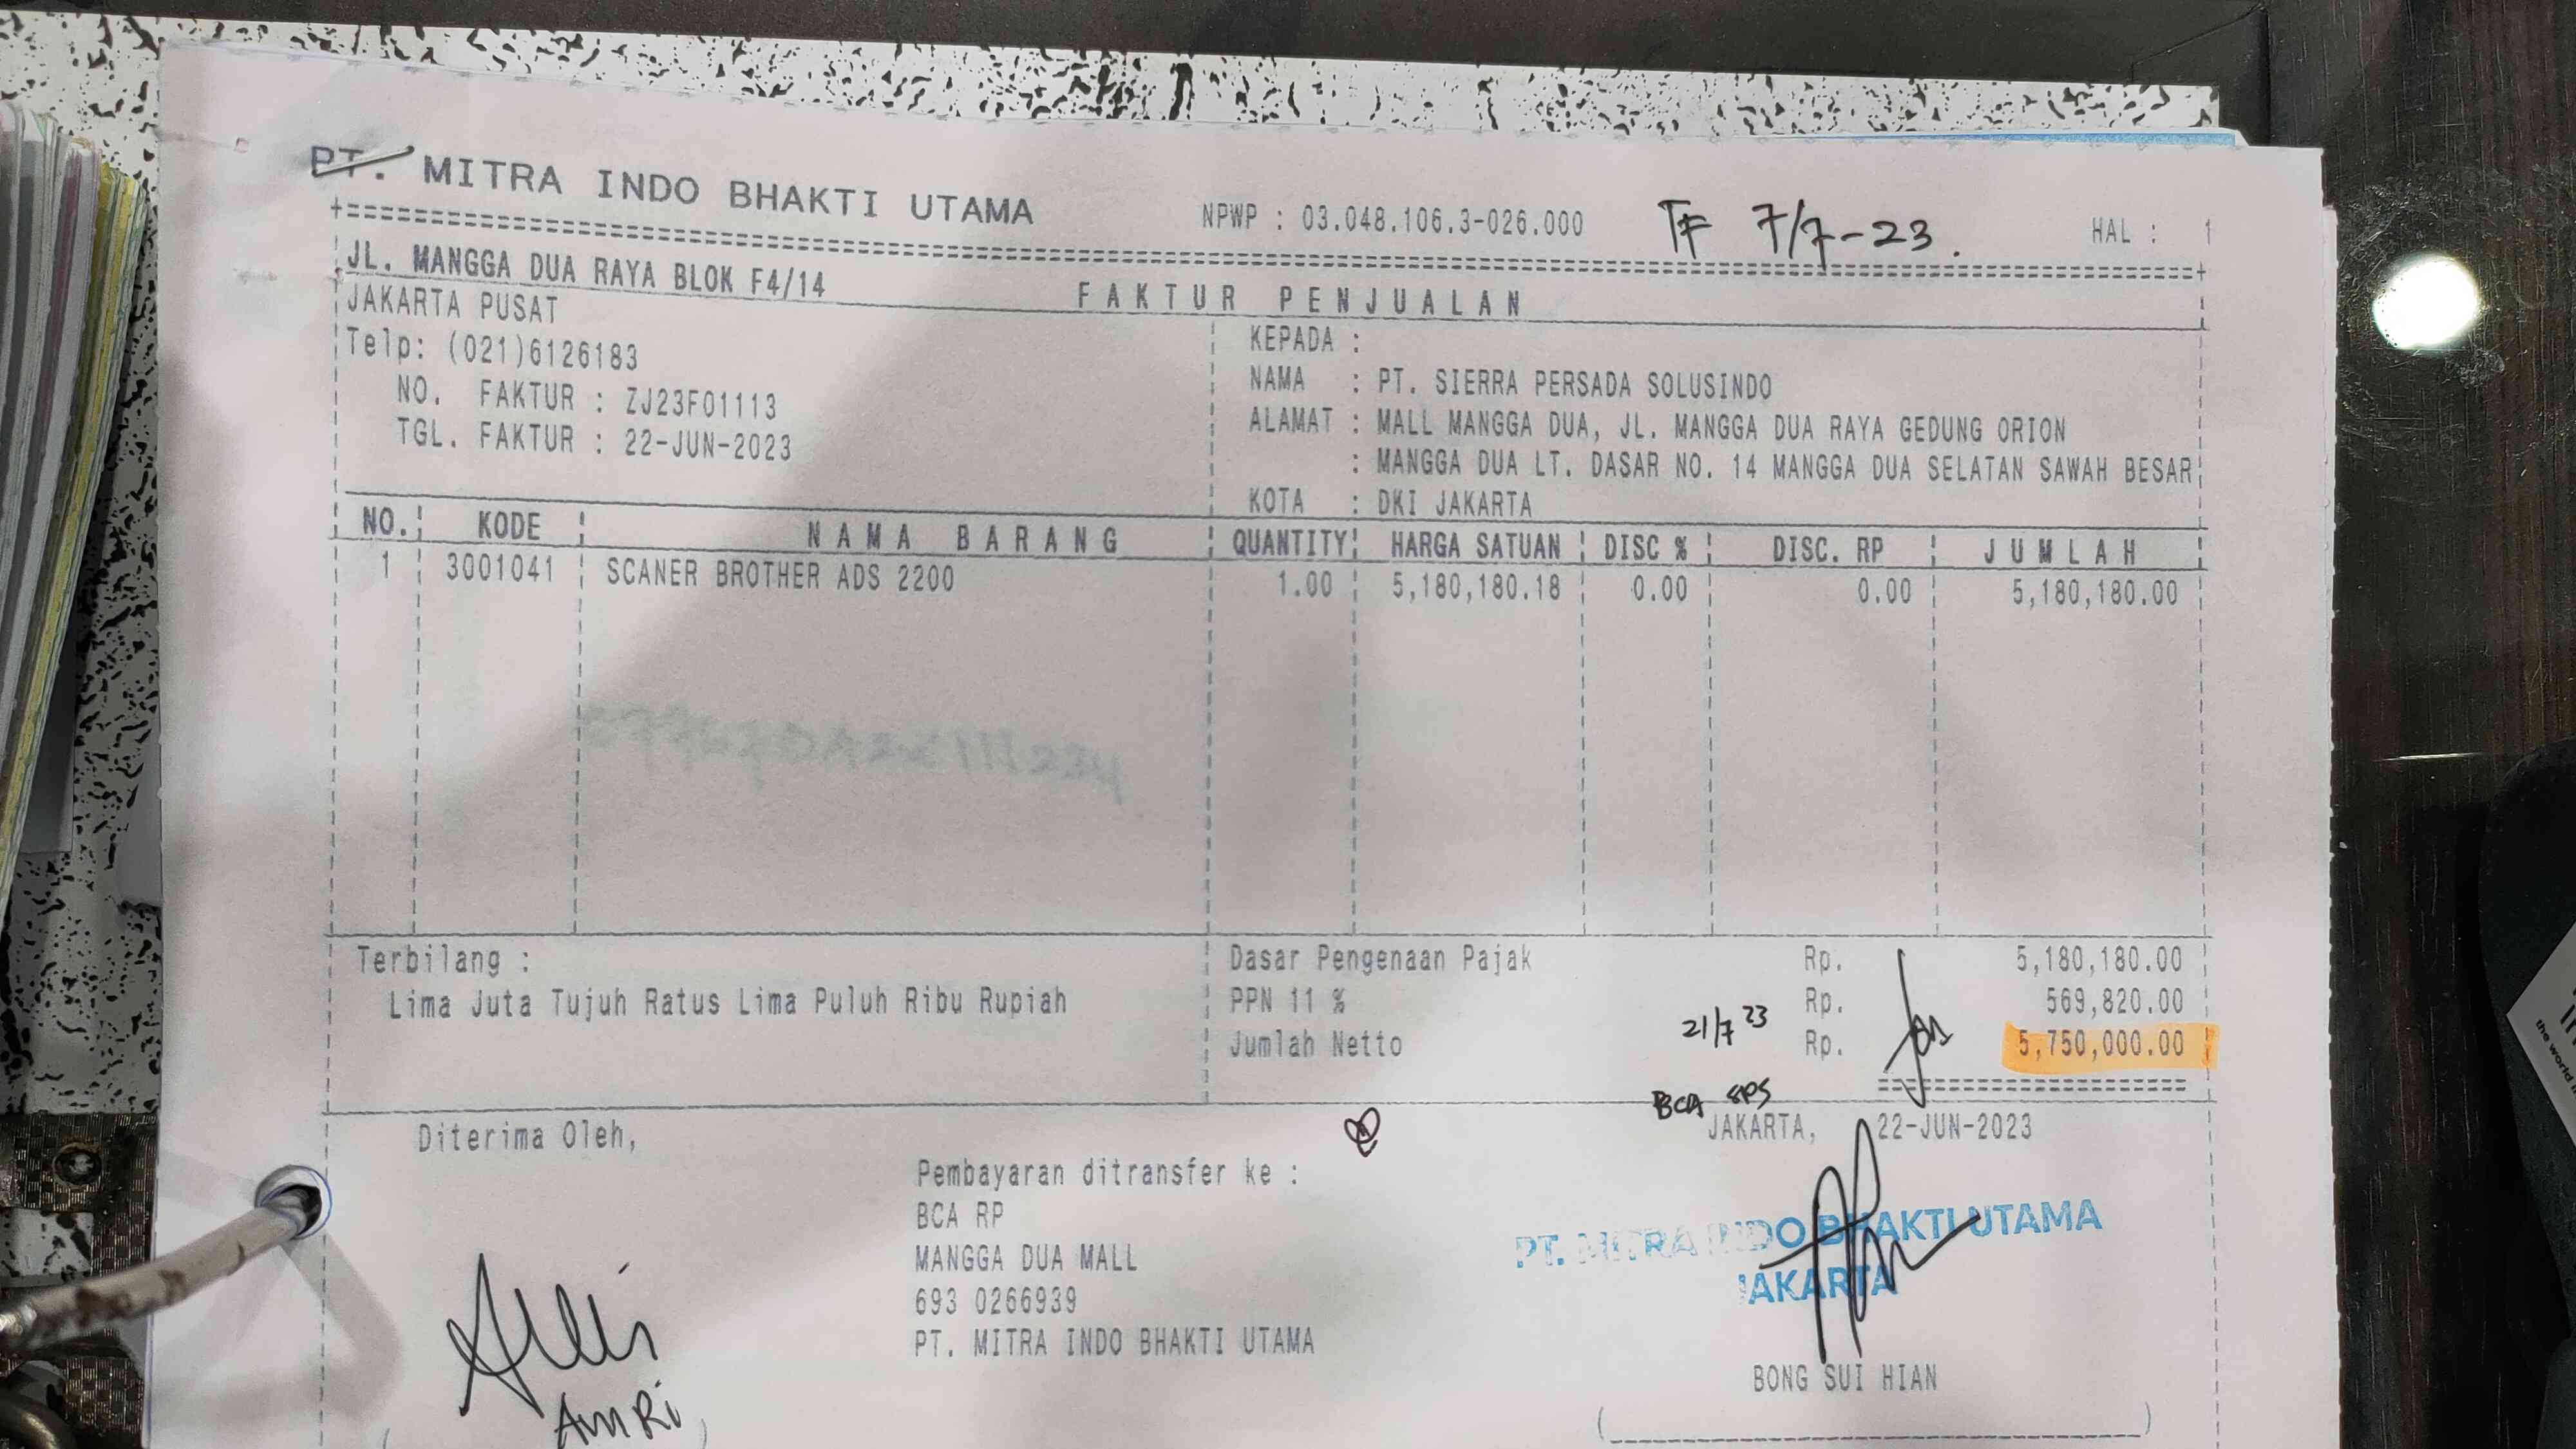 PT. MITRA INDO BHAKTI UTAMA
NPWP : 03.048.106.3-026.000
TF 7/7-23.
HAL : 1
JL. MANGGA DUA RAYA BLOK F4/14
JAKARTA PUSAT
Telp: (021)6126183
NO. FAKTUR : ZJ23F01113
TGL. FAKTUR : 22-JUN-2023
FAKTUR PENJUALAN
KEPADA :
NAMA : PT. SIERRA PERSADA SOLUSINDO
ALAMAT : MALL MANGGA DUA, JL. MANGGA DUA RAYA GEDUNG ORION
: MANGGA DUA LT. DASAR NO. 14 MANGGA DUA SELATAN SAWAH BESAR
KOTA : DKI JAKARTA
NO. KODE NAMA BARANG QUANTITY HARGA SATUAN DISC % DISC. RP JUMLAH
1 3001041 SCANER BROTHER ADS 2200 1.00 5,180,180.18 0.00 0.00 5,180,180.00
Terbilang :
Lima Juta Tujuh Ratus Lima Puluh Ribu Rupiah
Dasar Pengenaan Pajak Rp. 5,180,180.00
PPN 11 % Rp. 569,820.00
Jumlah Netto Rp. 5,750,000.00
21/7 23
BCA SPS
JAKARTA, 22-JUN-2023
Diterima Oleh,
Pembayaran ditransfer ke :
BCA RP
MANGGA DUA MALL
693 0266939
PT. MITRA INDO BHAKTI UTAMA
AMRi
PT. MITRA INDO BHAKTI UTAMA
JAKARTA
BONG SUI HIAN